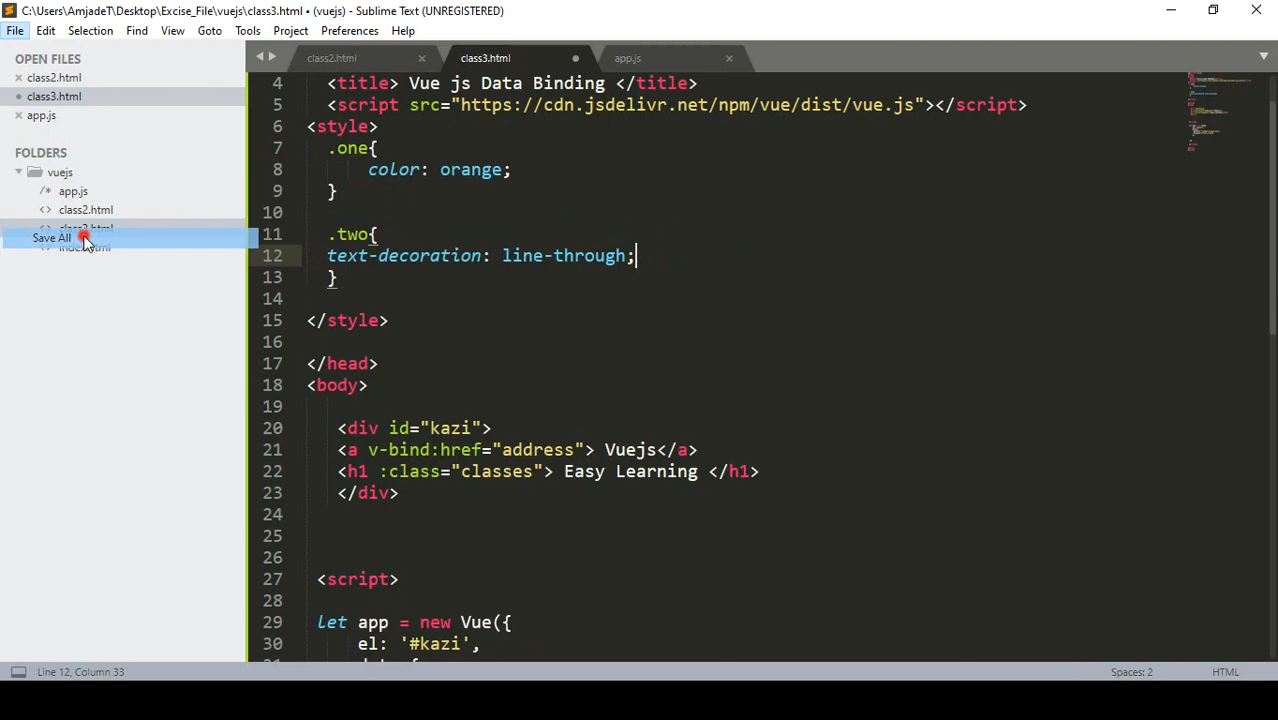 C:\Users\AmjadeT\Desktop\Excise_File\vuejs\class3.html • (vuejs) - Sublime Text (UNREGISTERED)
File Edit Selection Find View Goto Tools Project Preferences Help
OPEN FILES
class2.html
class3.html
app.js
FOLDERS
vuejs
/* app.js
<> class2.html
<> class3.html
Save All
<> index.html
class2.html class3.html app.js
4 <title> Vue js Data Binding </title>
5 <script src="https://cdn.jsdelivr.net/npm/vue/dist/vue.js"></script>
6 <style>
7 .one{
8 color: orange;
9 }
10
11 .two{
12 text-decoration: line-through;
13 }
14
15 </style>
16
17 </head>
18 <body>
19
20 <div id="kazi">
21 <a v-bind:href="address"> Vuejs</a>
22 <h1 :class="classes"> Easy Learning </h1>
23 </div>
24
25
26
27 <script>
28
29 let app = new Vue({
30 el: '#kazi',
Line 12, Column 33
Spaces: 2
HTML